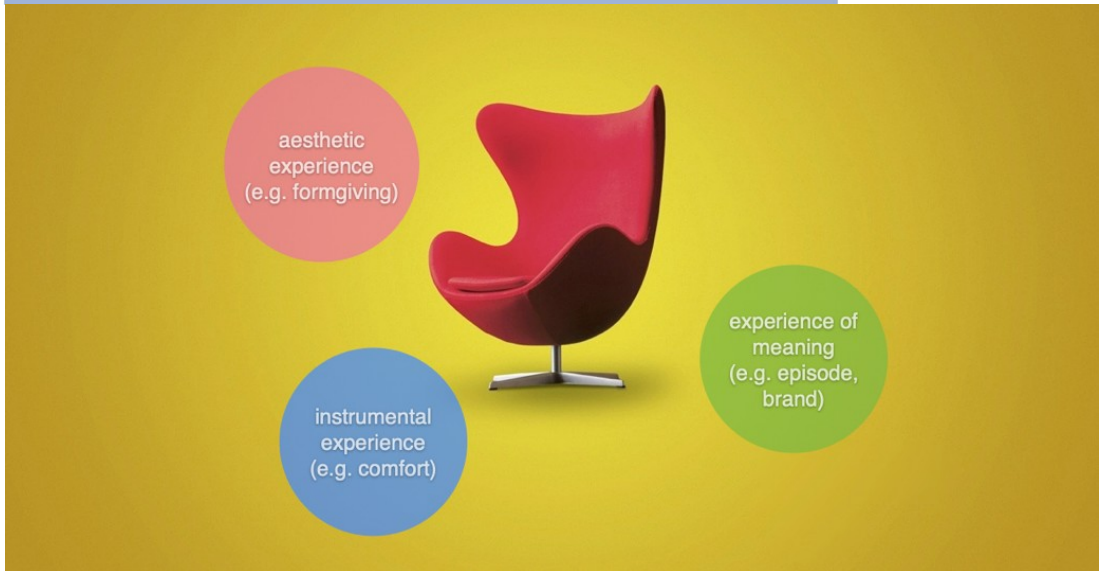 aesthetic
experience
(e.g. formgiving)
experience of
meaning
(e.g. episode,
brand)
instrumental
experience
(e.g. comfort)